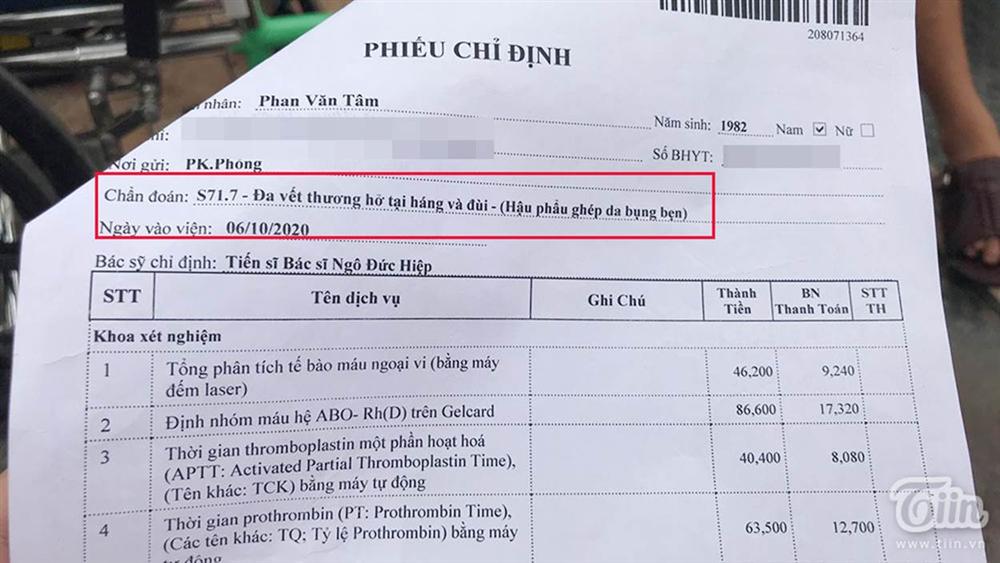 208071364
PHIẾU CHỈ ĐỊNH
nhân: Phan Văn Tâm
Năm sinh: 1982 Nam Nữ
Số BHYT:
Nơi gửi: PK.Phỏng
Chẩn đoán: S71.7 - Đa vết thương hở tại háng và đùi - (Hậu phẫu ghép da bụng bẹn)
Ngày vào viện: 06/10/2020
Bác sỹ chỉ định: Tiến sĩ Bác sĩ Ngô Đức Hiệp
STT Tên dịch vụ Ghi Chú Thành Tiền BN Thanh Toán STT TH
Khoa xét nghiệm
1 Tổng phân tích tế bào máu ngoại vi (bằng máy
đếm laser) 46,200 9,240
2 Định nhóm máu hệ ABO- Rh(D) trên Gelcard 86,600 17,320
3 Thời gian thromboplastin một phần hoạt hoá
(APTT: Activated Partial Thromboplastin Time), 40,400 8,080
(Tên khác: TCK) bằng máy tự động
4 Thời gian prothrombin (PT: Prothrombin Time), 63,500 12,700
(Các tên khác: TQ; Tỷ lệ Prothrombin) bằng máy
tự động
Tiin
www.tiin.vn